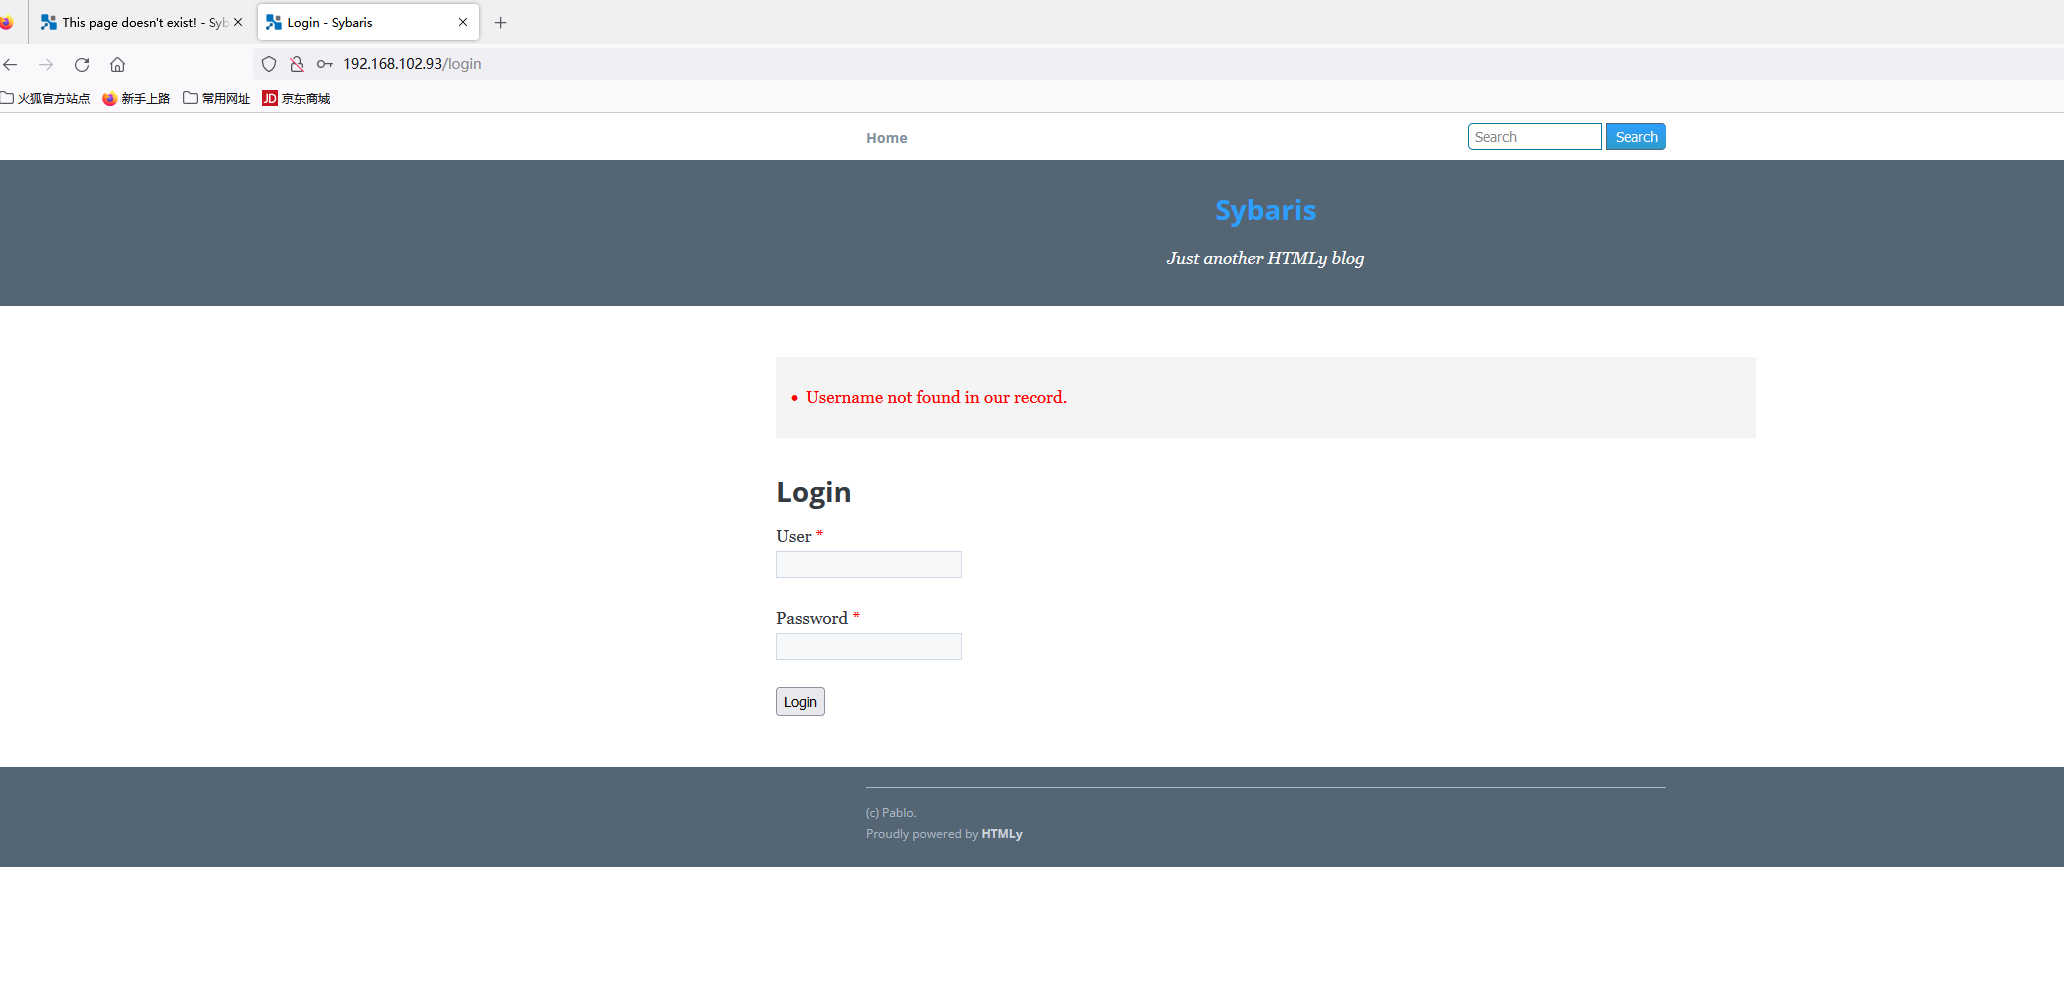 This page doesn't exist! - Syb
Login - Sybaris
192.168.102.93/login
火狐官方站点 新手上路 常用网址 JD 京东商城
Home Search Search
Sybaris
Just another HTMLy blog
• Username not found in our record.
Login
User *
Password *
Login
(c) Pablo.
Proudly powered by HTMLy